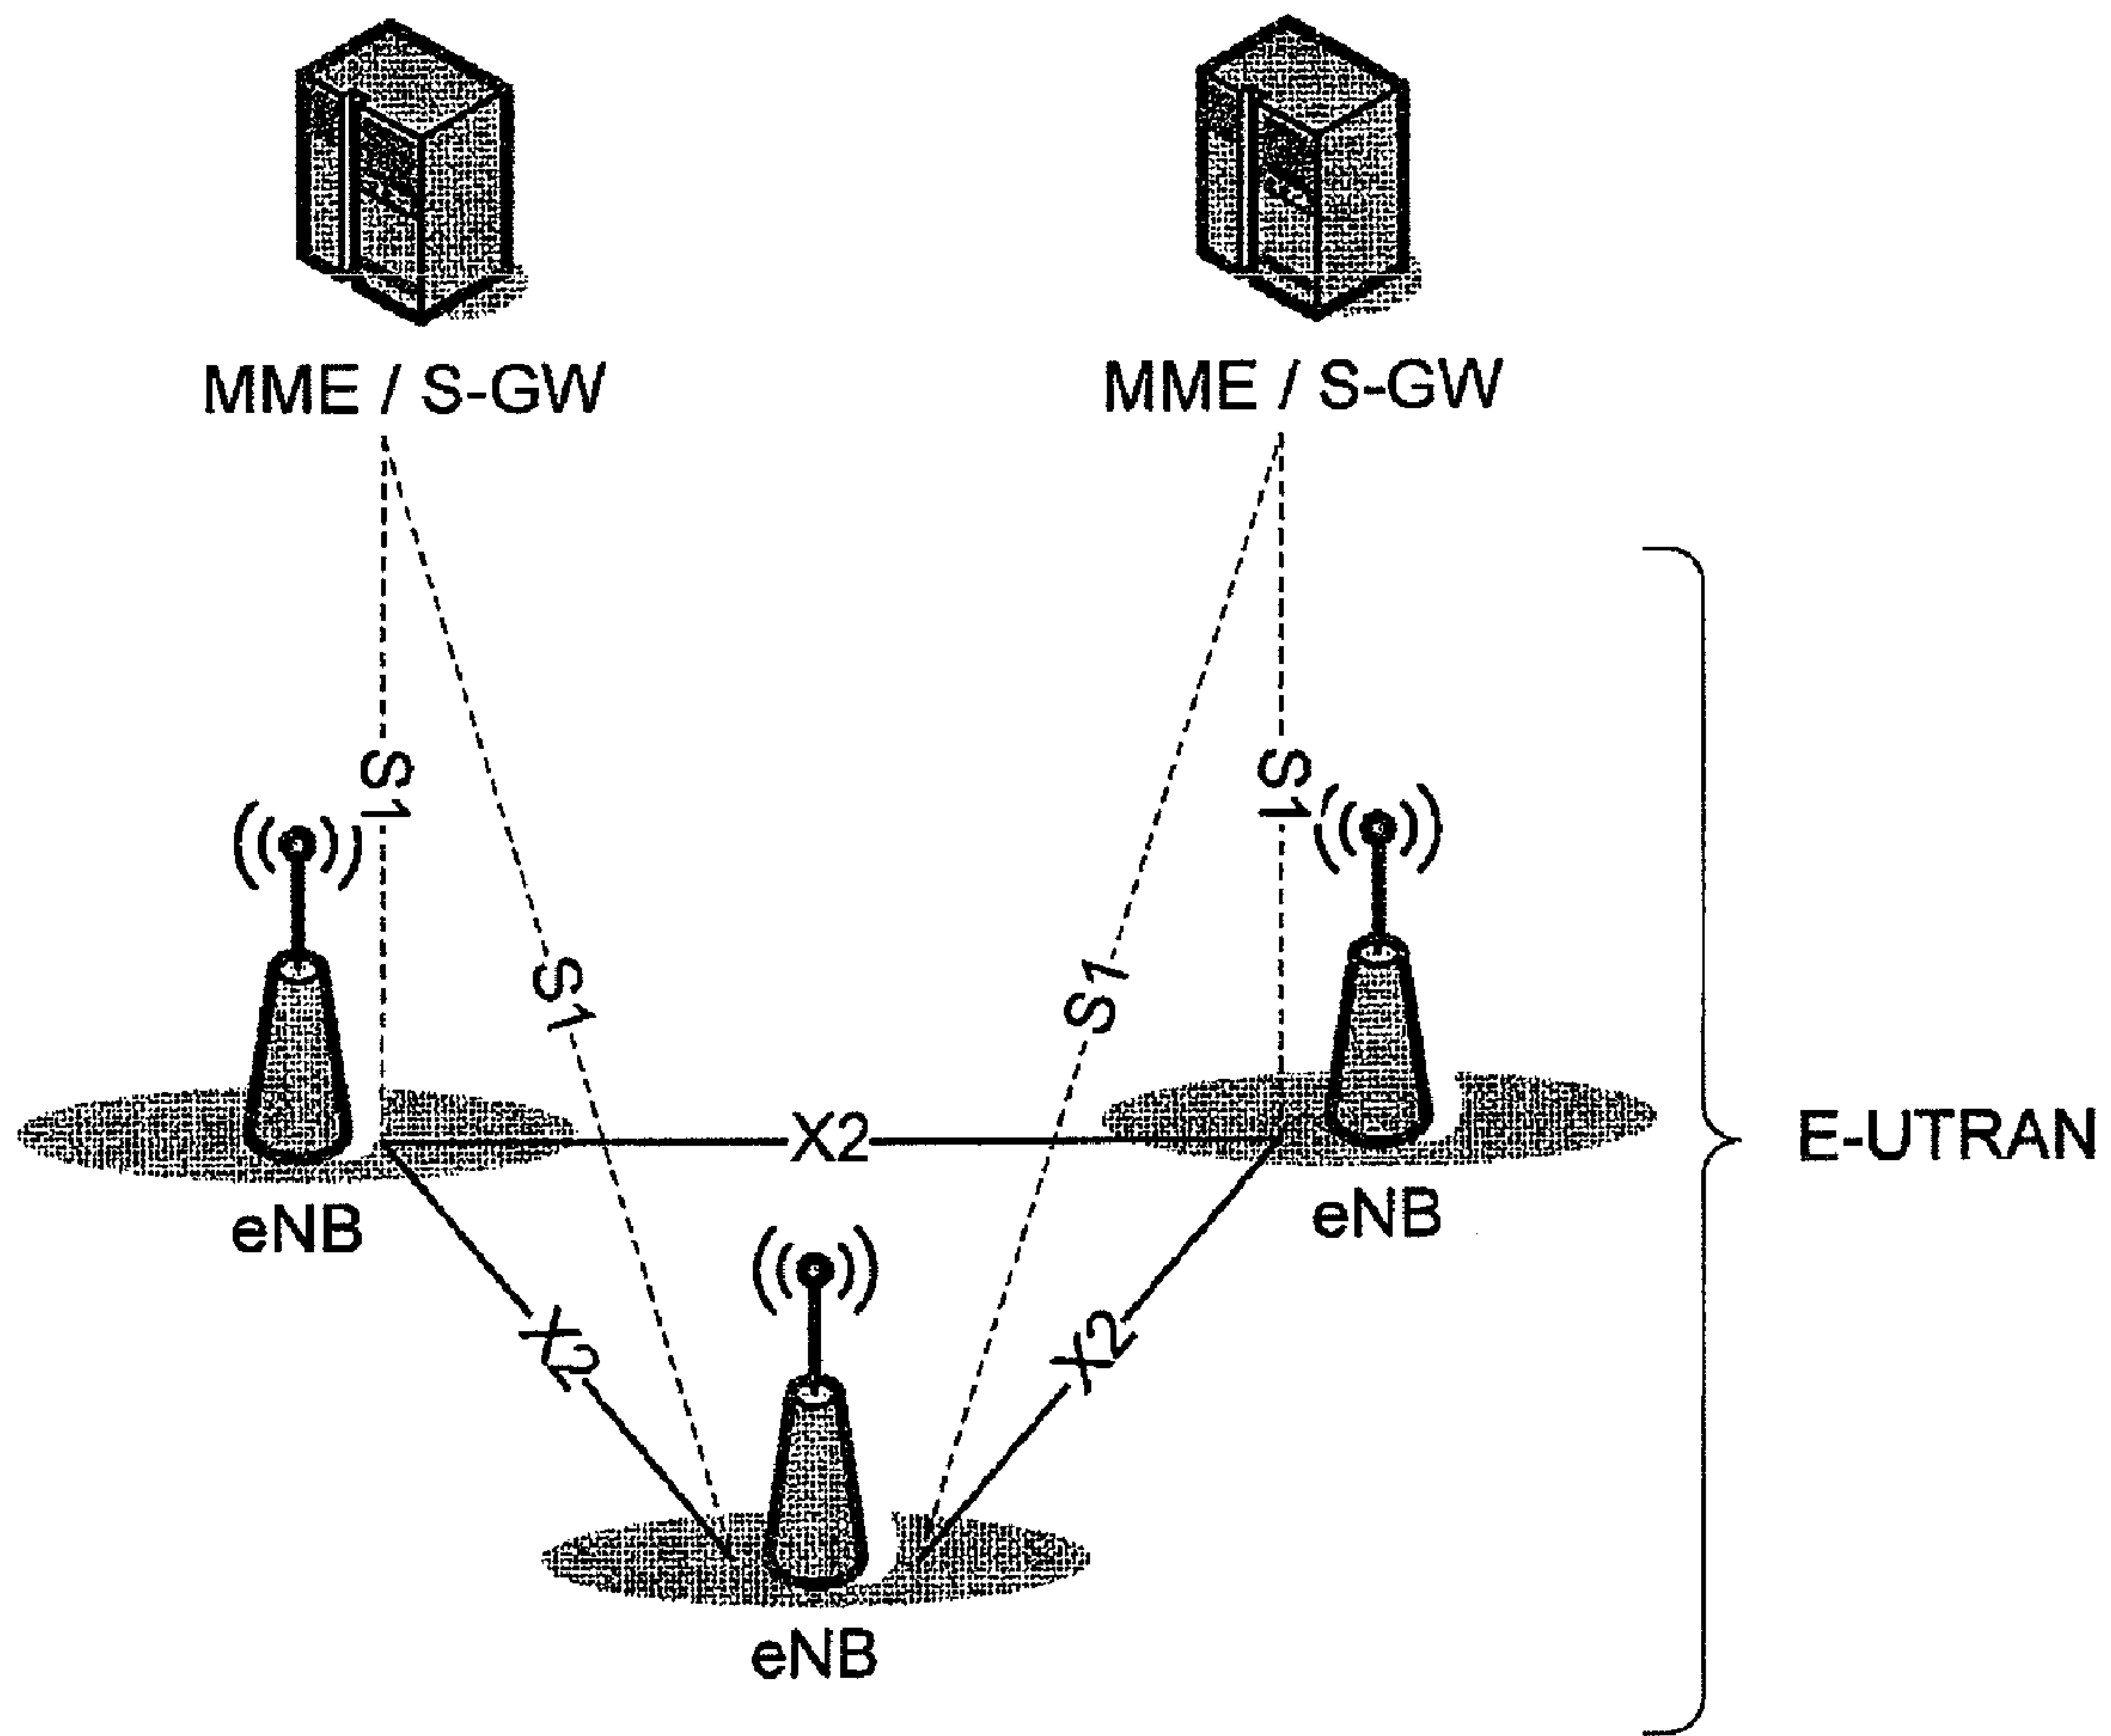 MME / S-GW
MME / S-GW
S1
S1
S1
S1
X2
E-UTRAN
eNB
eNB
X2
X2
eNB